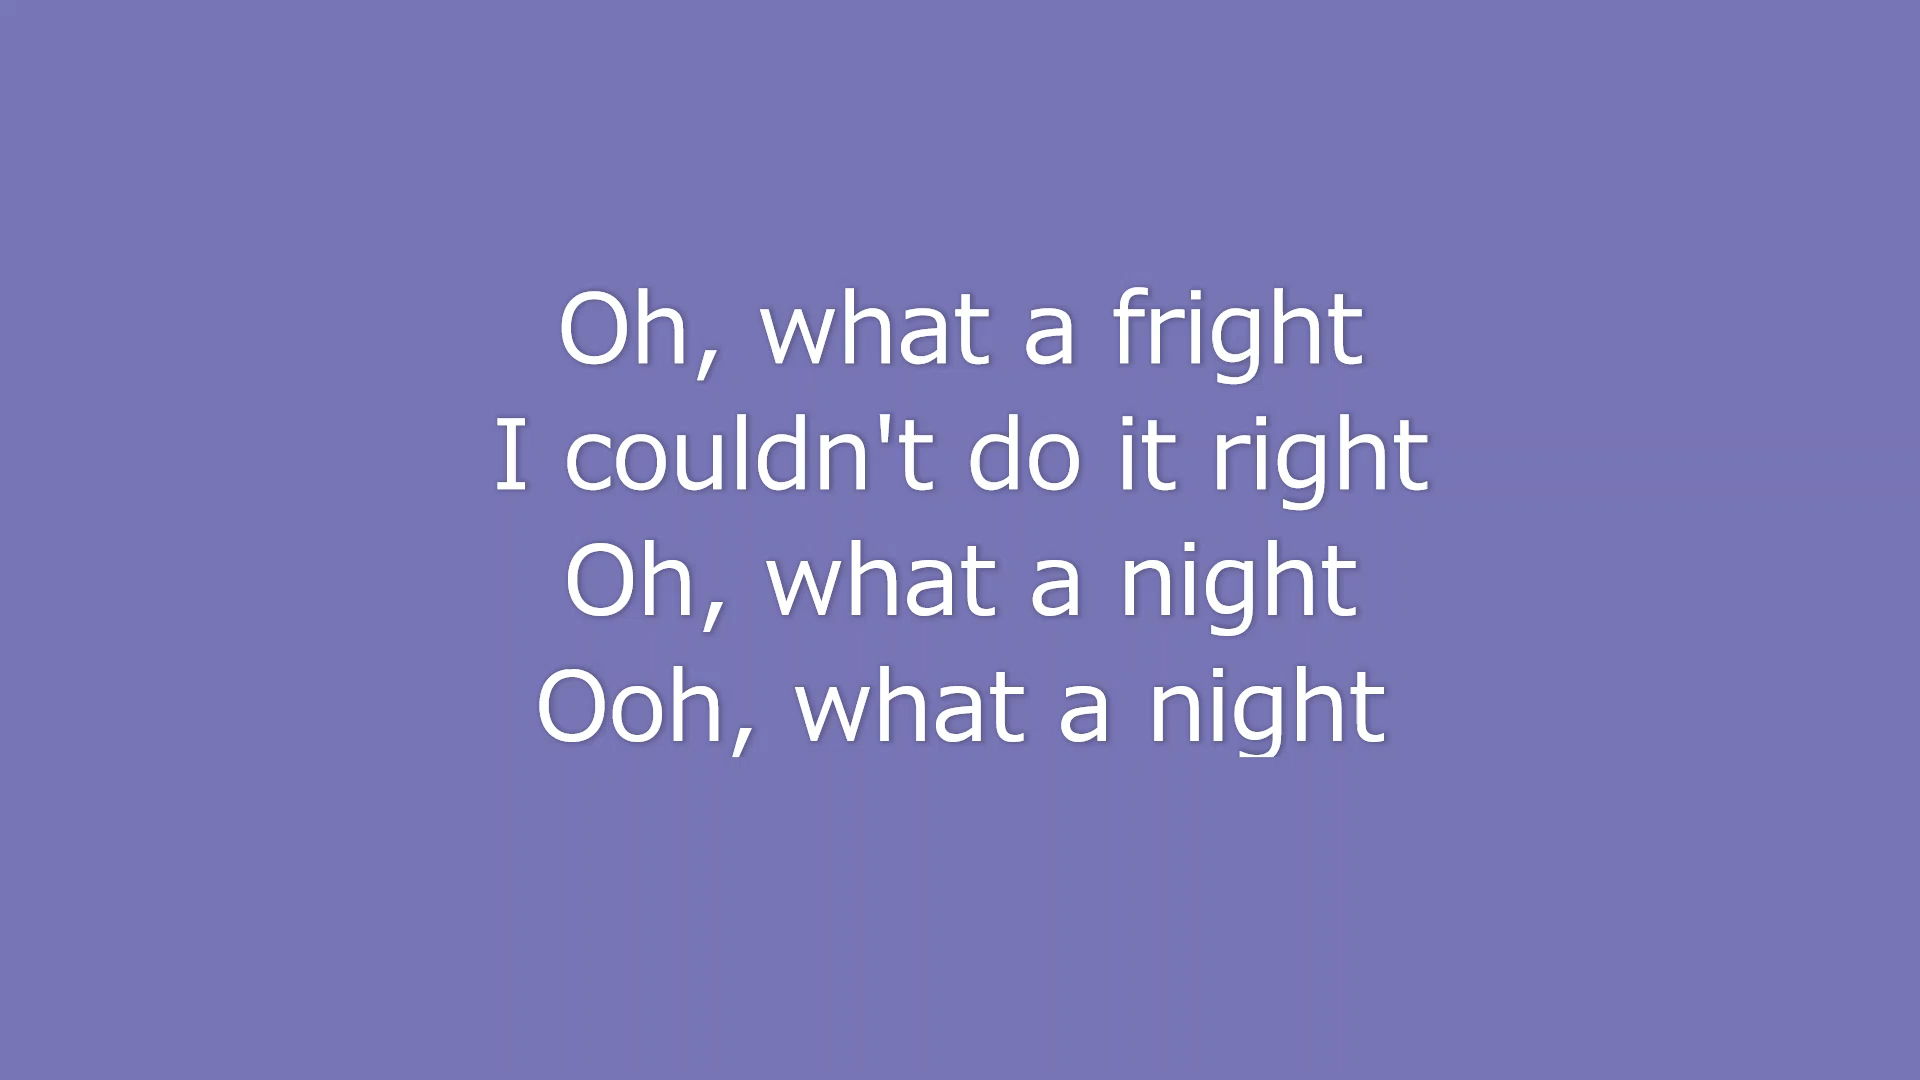 Oh, what a fright
I couldn't do it right
Oh, what a night
Ooh, what a night